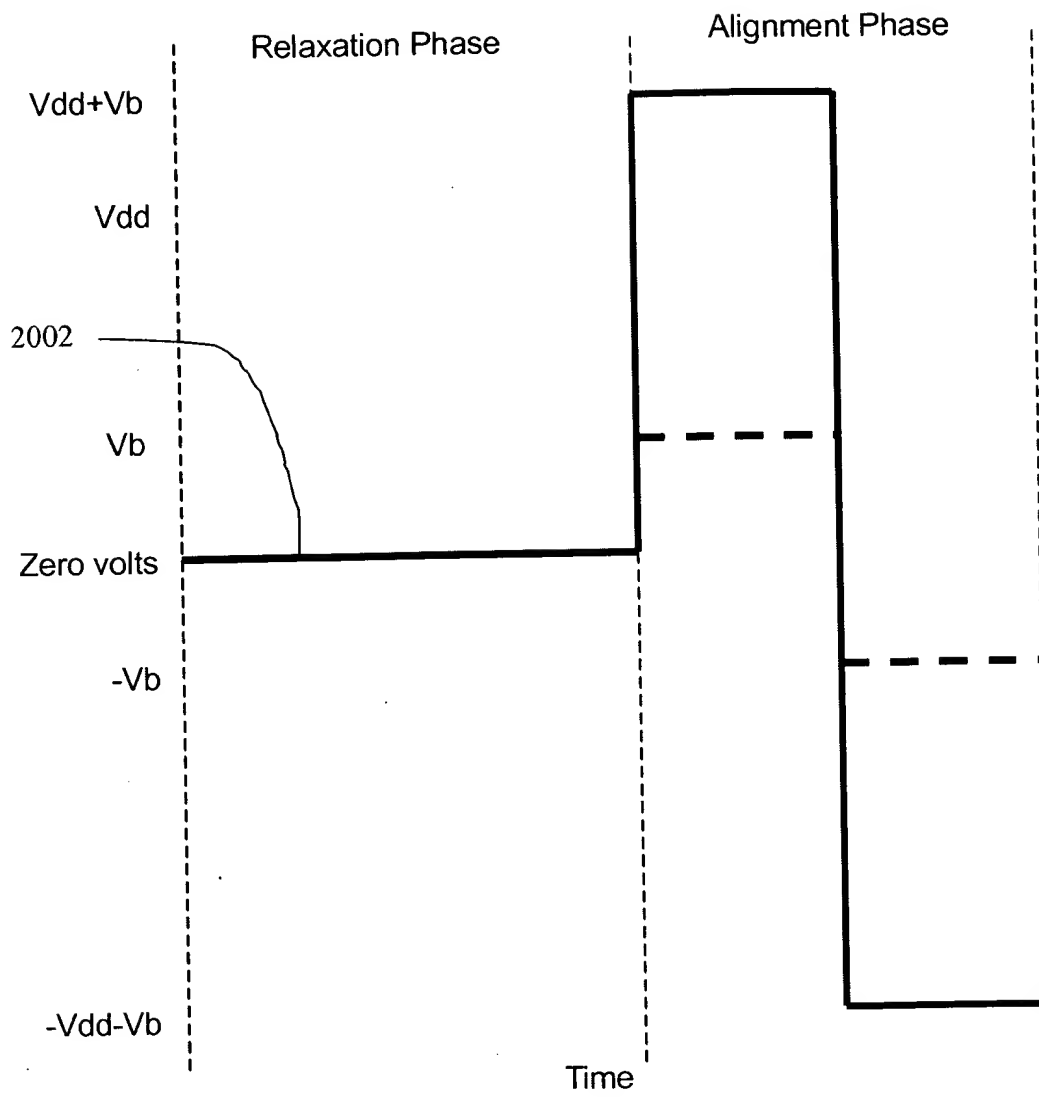 Relaxation Phase
Alignment Phase
Vdd+Vb
Vdd
2002
Vb
Zero volts
-Vb
-Vdd-Vb
Time